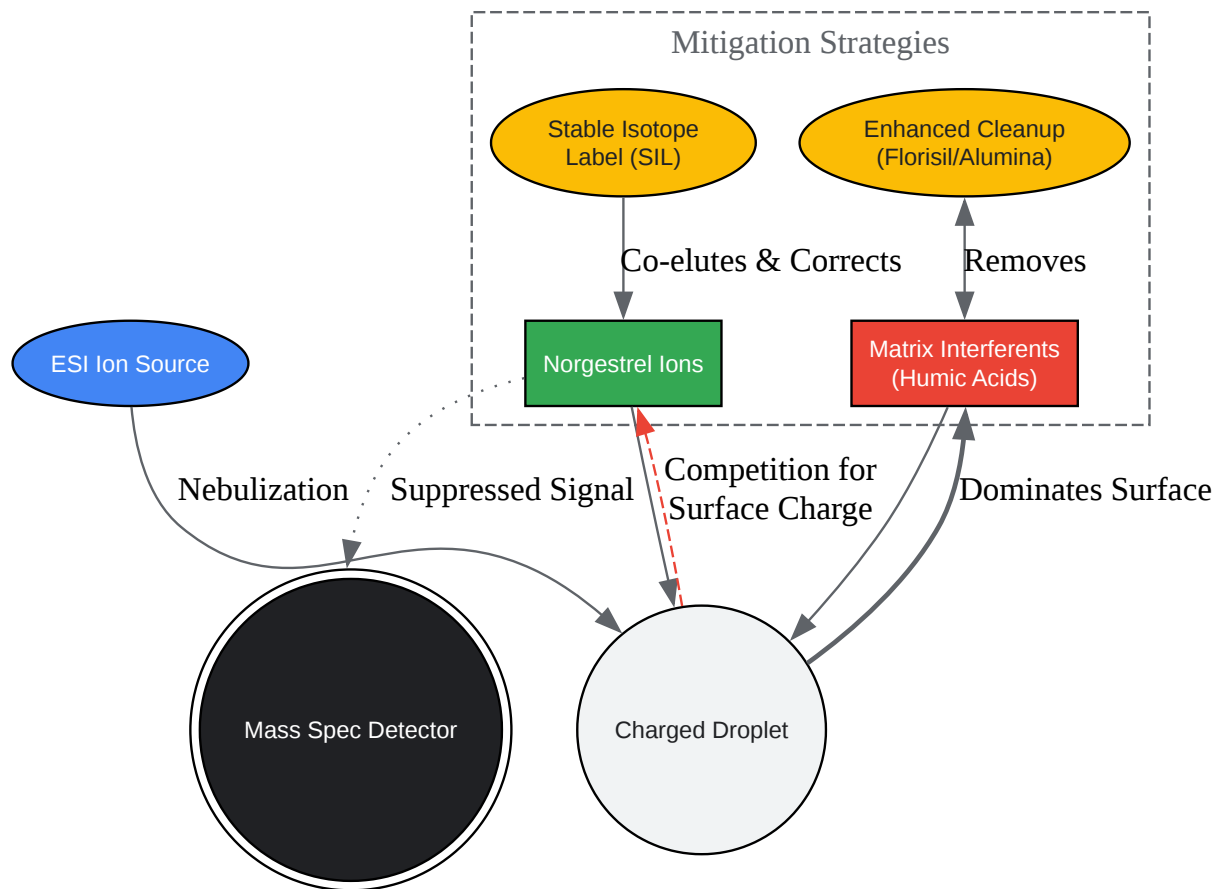 Mitigation Strategies
Stable Isotope
Label (SIL)
Enhanced Cleanup
(Florisil/Alumina)
Co-elutes & Corrects
Removes
ESI Ion Source
Norgestrel Ions
Matrix Interferents
(Humic Acids)
Nebulization
Suppressed Signal
Competition for
Surface Charge
Dominates Surface
Mass Spec Detector
Charged Droplet